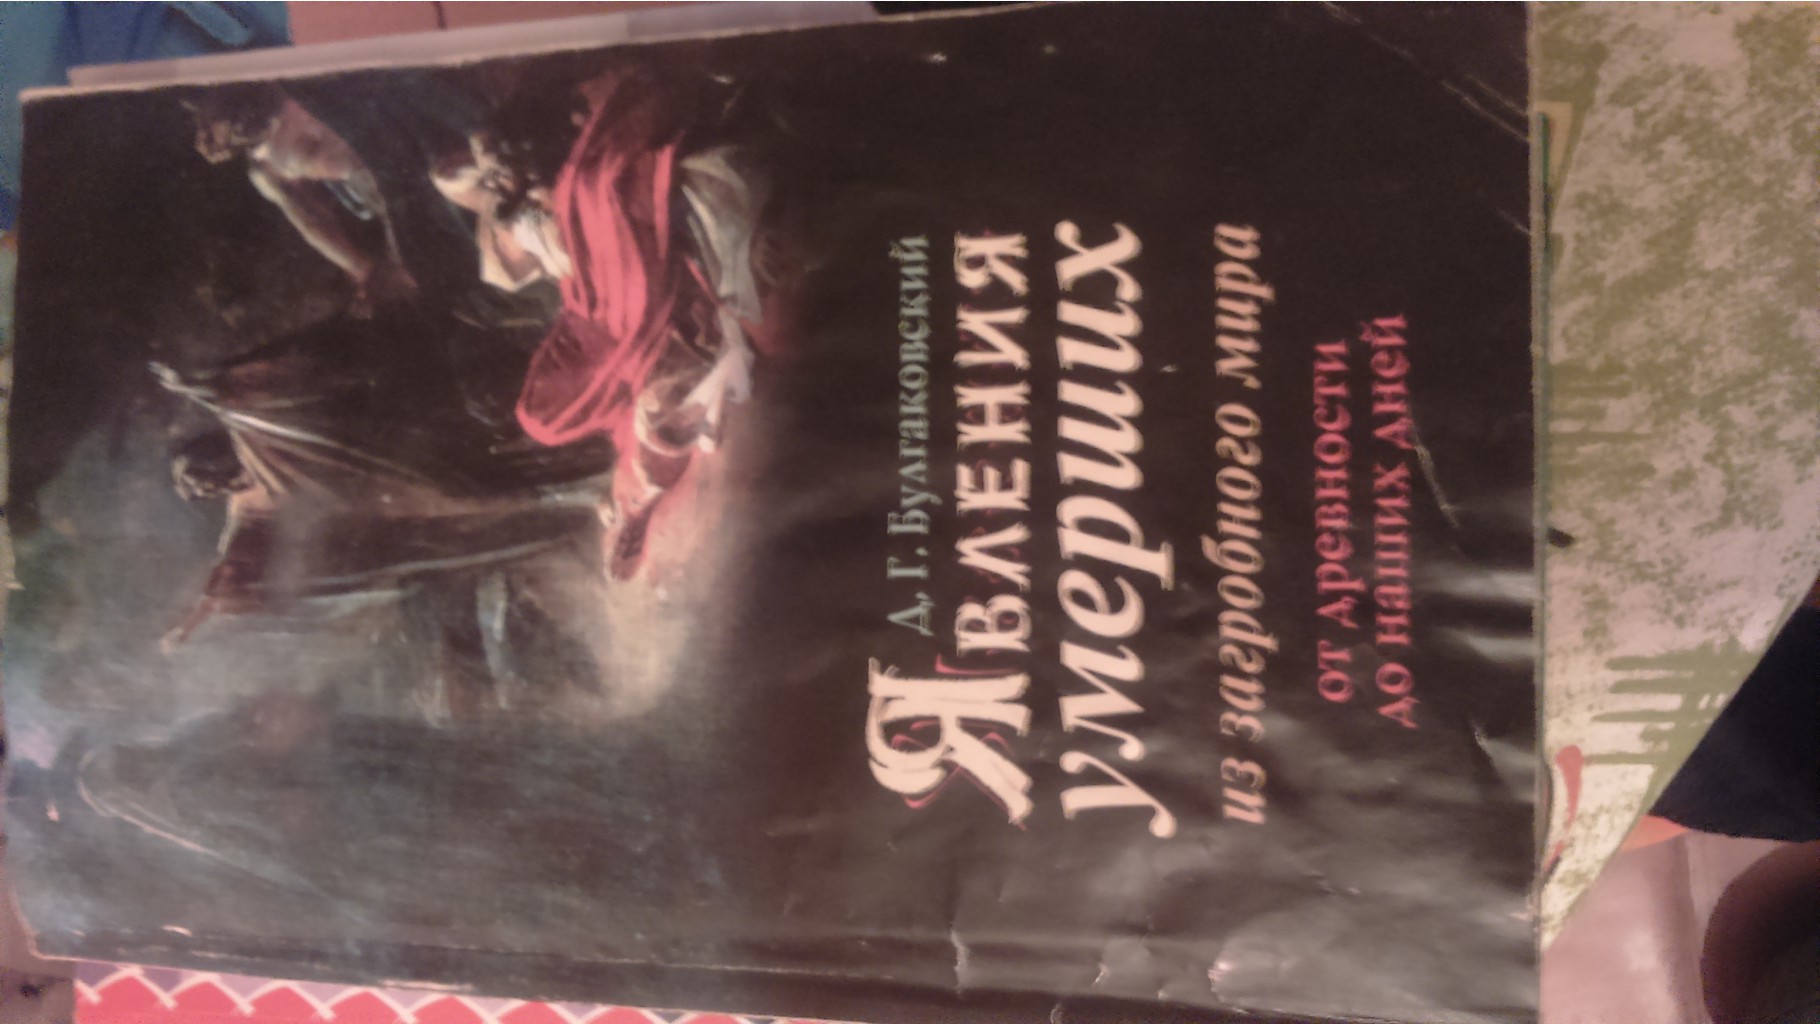 Д. Г. Булгаковский
Явления
умерших
из загробного мира
от древности
до наших дней